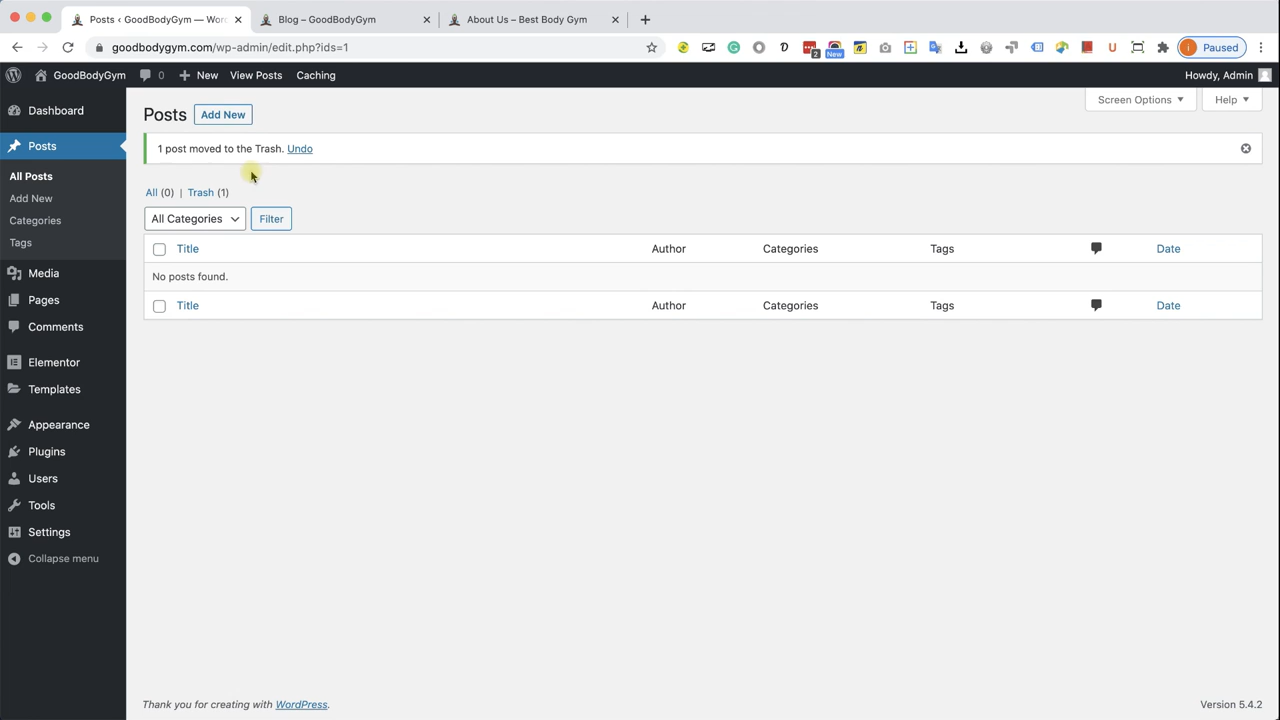 Posts ‹ GoodBodyGym — Wor
Blog – GoodBodyGym
About Us – Best Body Gym
goodbodygym.com/wp-admin/edit.php?ids=1
2
New
Paused
GoodBodyGym
0
New
View Posts
Caching
Howdy, Admin
Dashboard
Posts
All Posts
Add New
Categories
Tags
Media
Pages
Comments
Elementor
Templates
Appearance
Plugins
Users
Tools
Settings
Collapse menu
Screen Options
Help
Posts
Add New
1 post moved to the Trash. Undo
All (0) | Trash (1)
All Categories
Filter
Title Author Categories Tags Date
No posts found.
Title Author Categories Tags Date
Thank you for creating with WordPress.
Version 5.4.2